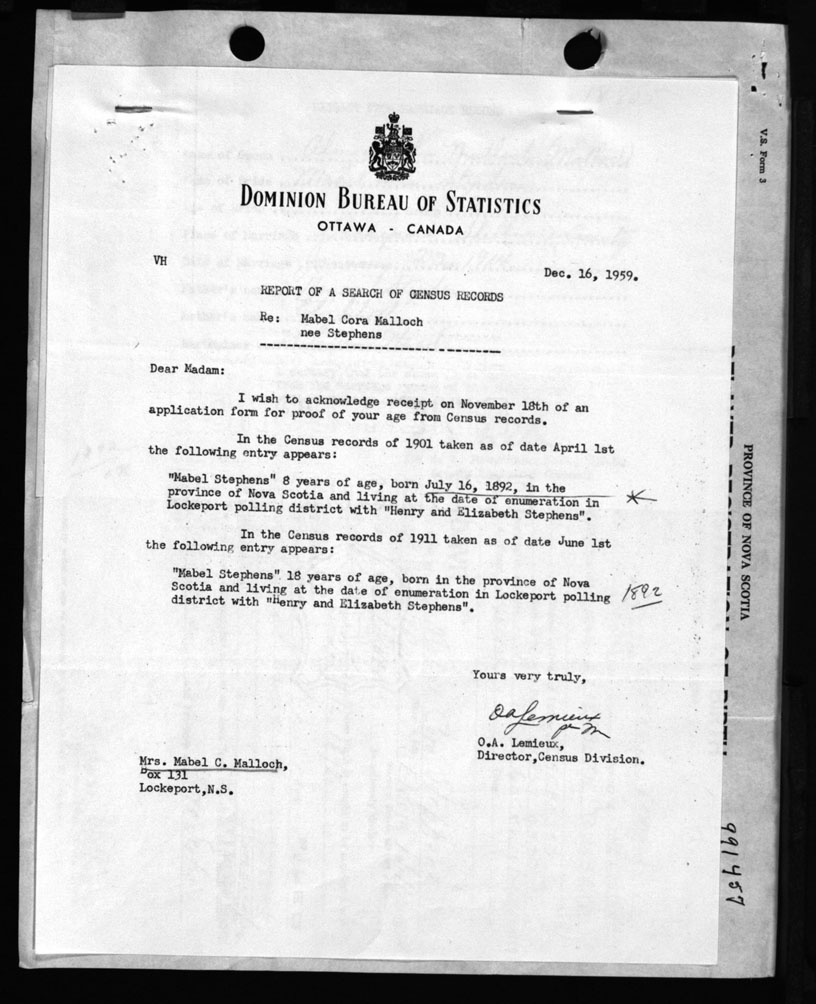 DOMINION BUREAU OF STATISTICS
OTTAWA - CANADA
VH
Dec. 16, 1959.
REPORT OF A SEARCH OF CENSUS RECORDS
Re: Mabel Cora Malloch
nee Stephens
Dear Madam:
I wish to acknowledge receipt on November 18th of an
application form for proof of your age from Census records.
In the Census records of 1901 taken as of date April 1st
the following entry appears:
"Mabel Stephens" 8 years of age, born July 16, 1892, in the
province of Nova Scotia and living at the date of enumeration in
Lockeport polling district with "Henry and Elizabeth Stephens".
In the Census records of 1911 taken as of date June 1st
the following entry appears:
"Mabel Stephens" 18 years of age, born in the province of Nova
Scotia and living at the date of enumeration in Lockeport polling
district with "Henry and Elizabeth Stephens".
1892
Yours very truly,
OALemieux
O.A. Lemieux,
Director,Census Division.
Mrs. Mabel C. Malloch,
Box 131
Lockeport,N.S.
V.S. Form 3
PROVINCE OF NOVA SCOTIA
991457